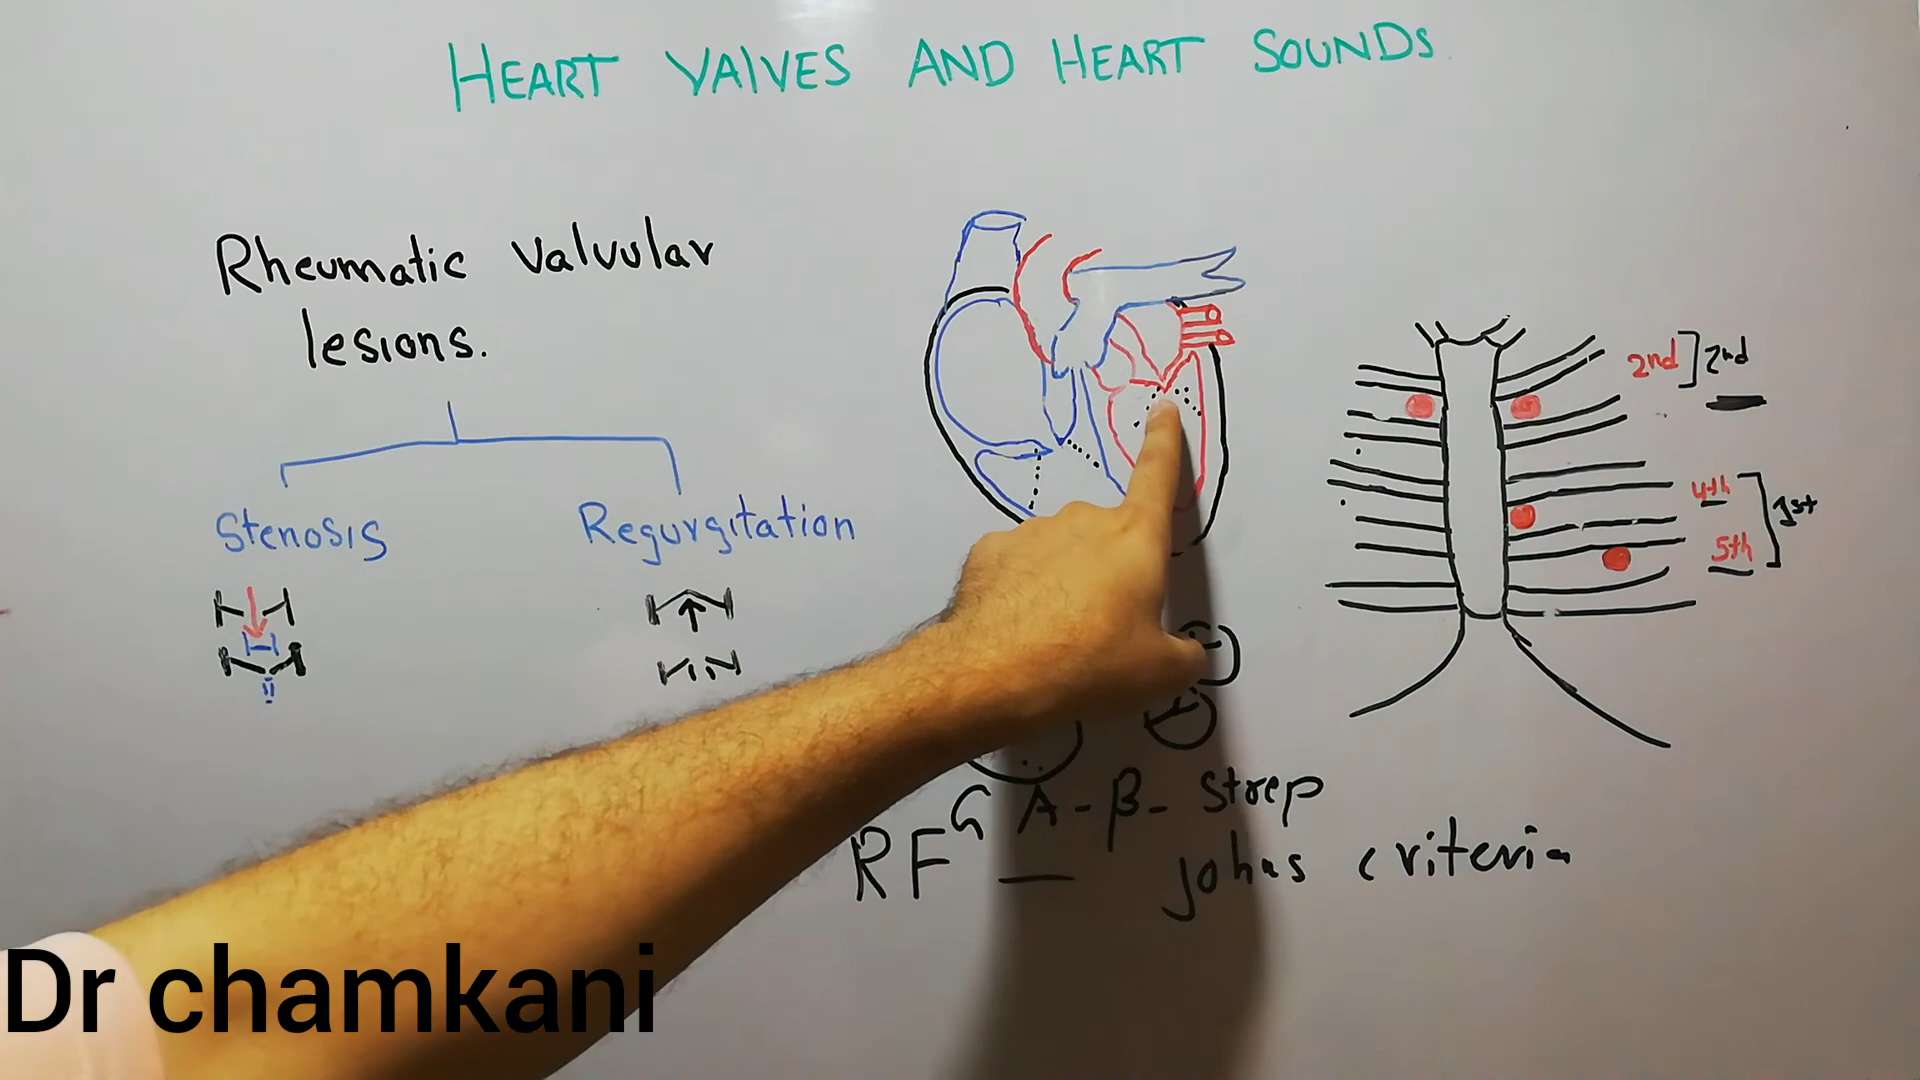 HEART VALVES AND HEART SOUNDS
Rheumatic Valvular
lesions.
Stenosis
Regurgitation
2nd
2nd
4th
5th
1st
G A - β - strep
RF — johns criteria
Dr chamkani